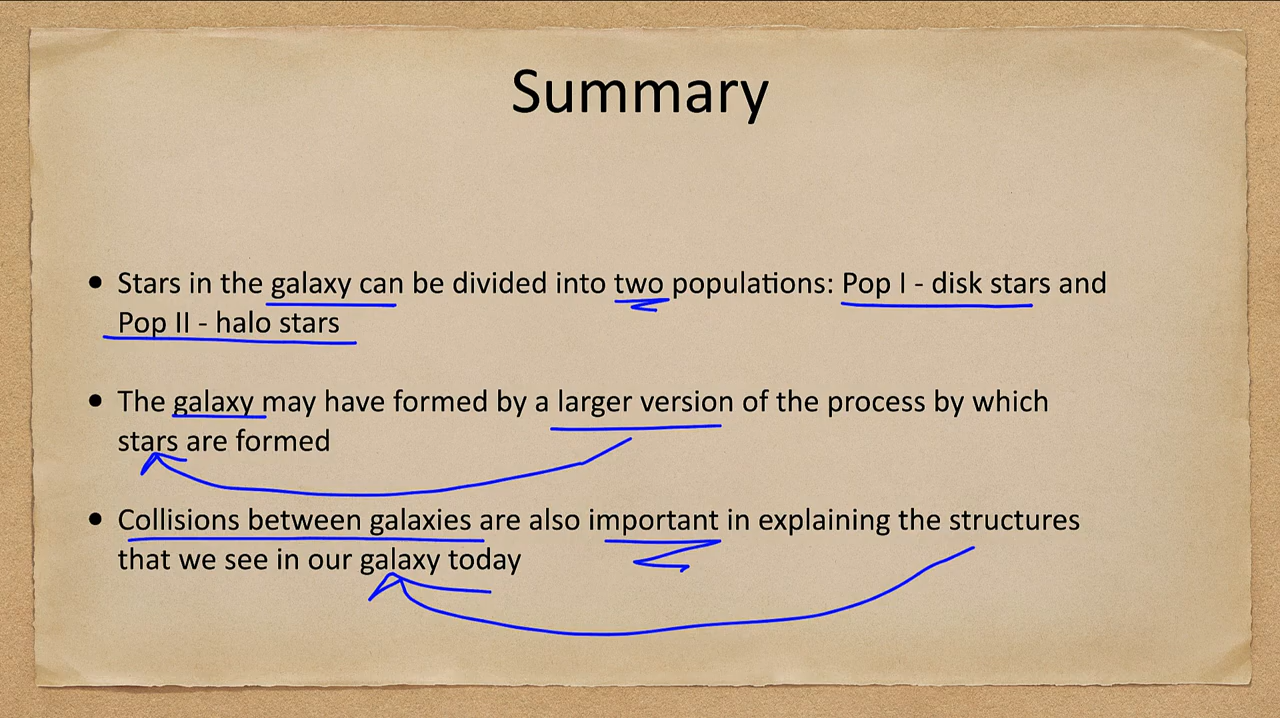 Summary
• Stars in the galaxy can be divided into two populations: Pop I - disk stars and
Pop II - halo stars
• The galaxy may have formed by a larger version of the process by which
stars are formed
• Collisions between galaxies are also important in explaining the structures
that we see in our galaxy today